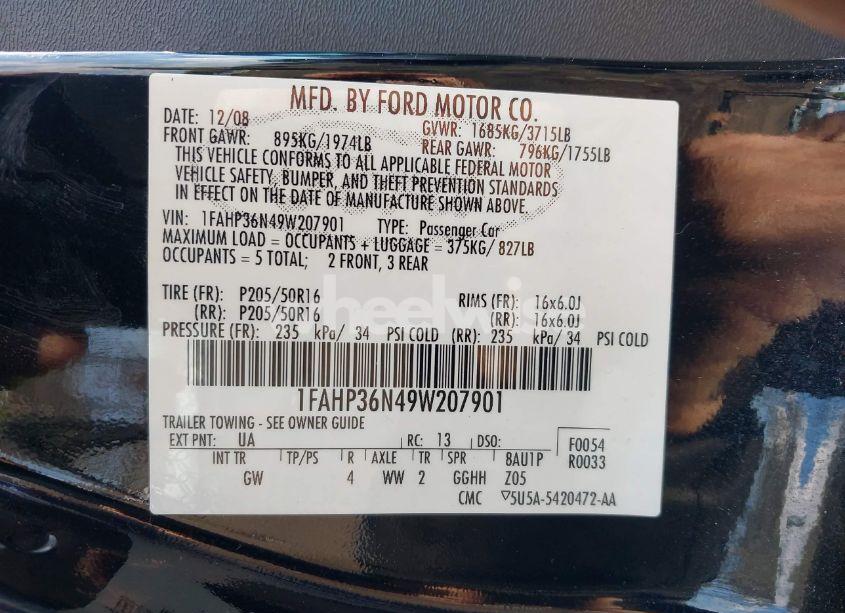 MFD. BY FORD MOTOR CO.
DATE: 12/08 GVWR: 1685KG/3715LB
FRONT GAWR: 895KG/1974LB REAR GAWR: 796KG/1755LB
THIS VEHICLE CONFORMS TO ALL APPLICABLE FEDERAL MOTOR
VEHICLE SAFETY, BUMPER, AND THEFT PREVENTION STANDARDS
IN EFFECT ON THE DATE OF MANUFACTURE SHOWN ABOVE.
VIN: 1FAHP36N49W207901 TYPE: Passenger Car
MAXIMUM LOAD = OCCUPANTS + LUGGAGE = 375KG/ 827LB
OCCUPANTS = 5 TOTAL; 2 FRONT, 3 REAR
TIRE (FR): P205/50R16 RIMS (FR): 16x6.0J
(RR): P205/50R16 (RR): 16x6.0J
PRESSURE (FR): 235 kPa/ 34 PSI COLD (RR): 235 kPa/ 34 PSI COLD
wheelwise
1FAHP36N49W207901
TRAILER TOWING - SEE OWNER GUIDE
EXT PNT: UA RC: 13 DSO: F0054
INT TR TP/PS R AXLE TR SPR 8AU1P R0033
GW 4 WW 2 GGHH Z05
CMC 5U5A-5420472-AA